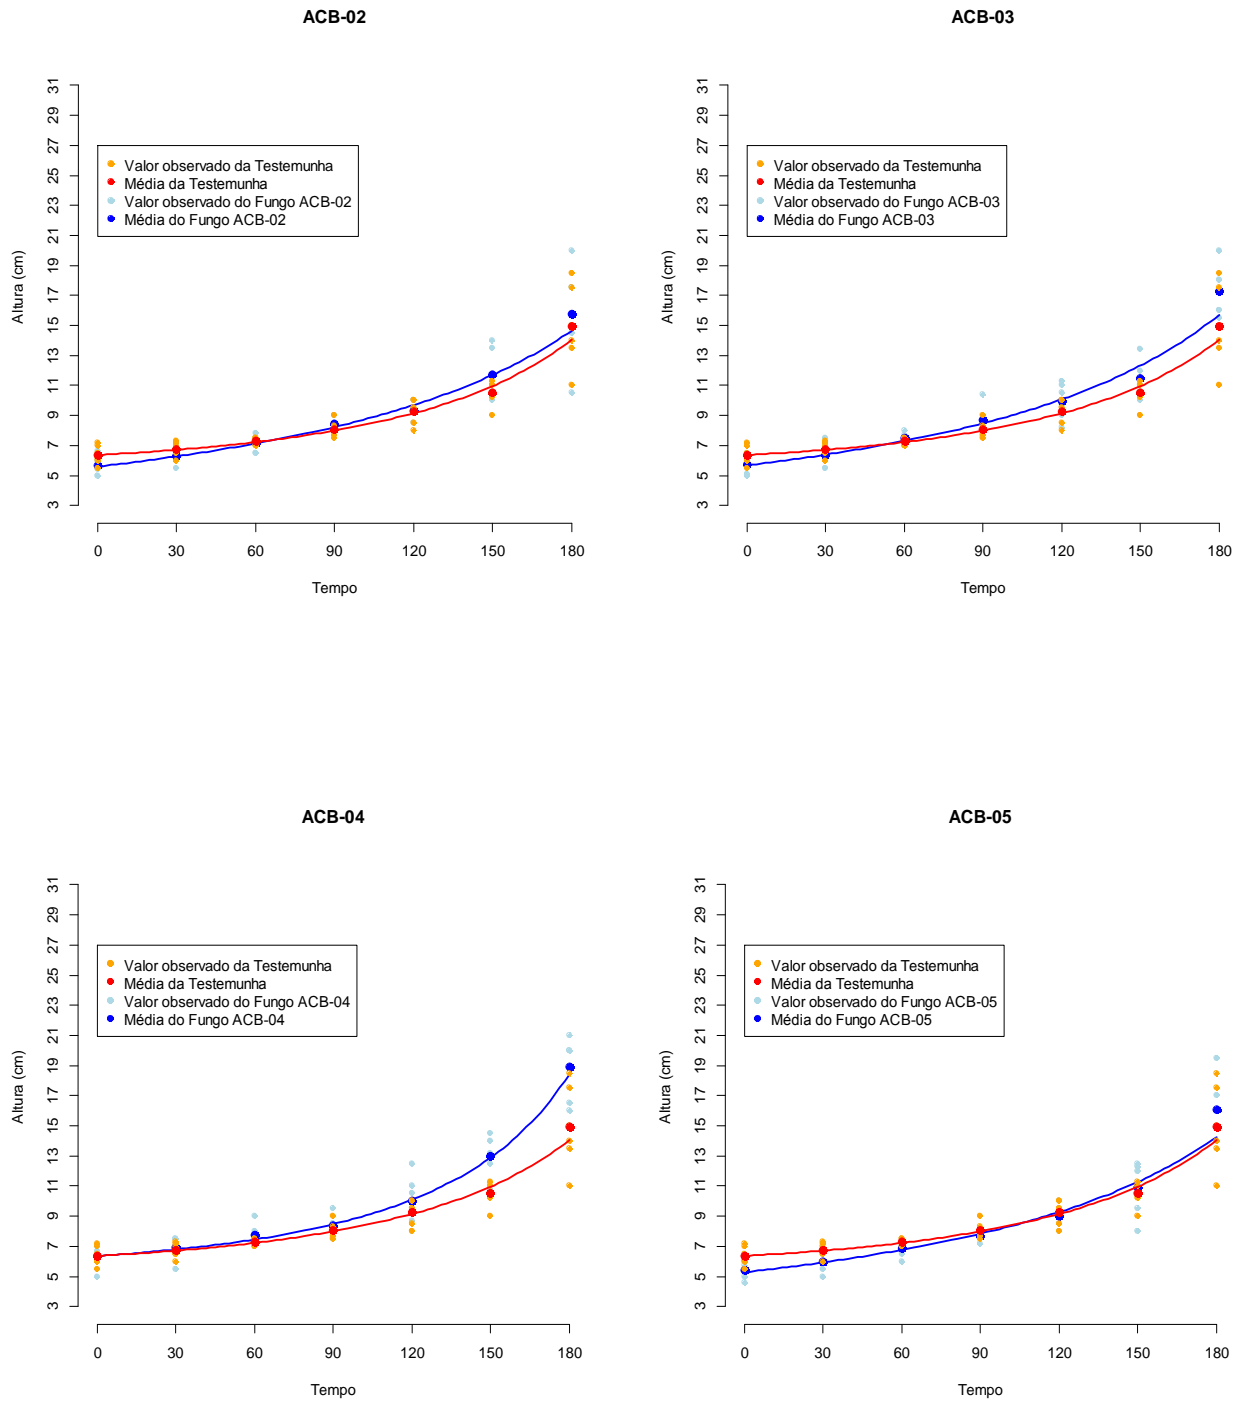 ACB-02
31
29
27
25
23
21
19
17
15
13
11
9
7
5
3
Altura (cm)
Valor observado da Testemunha
Média da Testemunha
Valor observado do Fungo ACB-02
Média do Fungo ACB-02
0 30 60 90 120 150 180
Tempo
ACB-03
31
29
27
25
23
21
19
17
15
13
11
9
7
5
3
Altura (cm)
Valor observado da Testemunha
Média da Testemunha
Valor observado do Fungo ACB-03
Média do Fungo ACB-03
0 30 60 90 120 150 180
Tempo
ACB-04
31
29
27
25
23
21
19
17
15
13
11
9
7
5
3
Altura (cm)
Valor observado da Testemunha
Média da Testemunha
Valor observado do Fungo ACB-04
Média do Fungo ACB-04
0 30 60 90 120 150 180
Tempo
ACB-05
31
29
27
25
23
21
19
17
15
13
11
9
7
5
3
Altura (cm)
Valor observado da Testemunha
Média da Testemunha
Valor observado do Fungo ACB-05
Média do Fungo ACB-05
0 30 60 90 120 150 180
Tempo